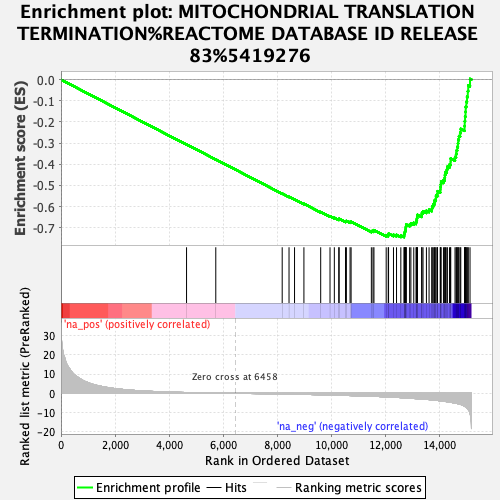 Enrichment plot: MITOCHONDRIAL TRANSLATION
TERMINATION%REACTOME DATABASE ID RELEASE
83%5419276
Enrichment score (ES)
0.0
-0.1
-0.2
-0.3
-0.4
-0.5
-0.6
-0.7
'na_pos' (positively correlated)
Ranked list metric (PreRanked)
30
20
10
0
-10
-20
Zero cross at 6458
'na_neg' (negatively correlated)
0
2,000
4,000
6,000
8,000
10,000
12,000
14,000
Rank in Ordered Dataset
Enrichment profile
Hits
Ranking metric scores